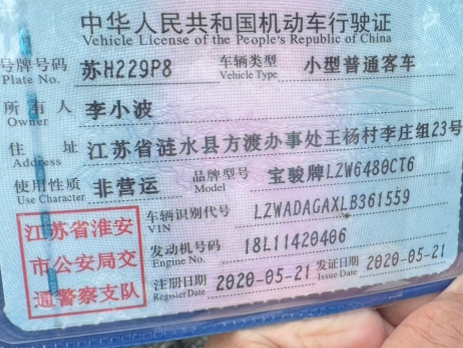 中华人民共和国机动车行驶证
Vehicle License of the People's Republic of China
号牌号码 苏H229P8 车辆类型 小型普通客车
Plate No. Vehicle Type
所有人 李小波
Owner
住址 江苏省涟水县方渡办事处王杨村李庄组23号
Address
使用性质 非营运 品牌型号 宝骏牌LZW6480CT6
Use Character Model
车辆识别代号 LZWADAGAXLB361559
VIN
发动机号码 18L11420406
Engine No.
注册日期 2020-05-21 发证日期 2020-05-21
Register Date Issue Date
江苏省淮安
市公安局交
通警察支队